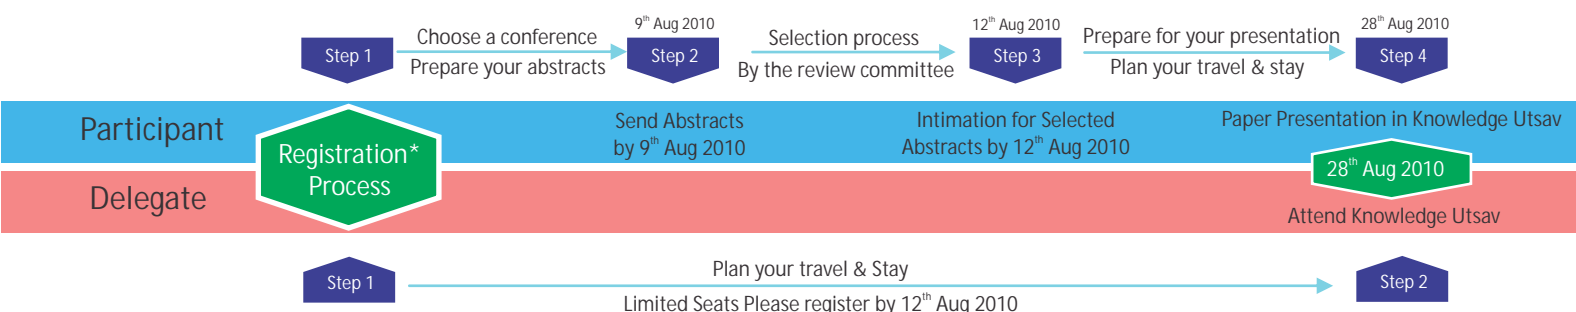 9th Aug 2010
12th Aug 2010
28th Aug 2010
Step 1
Choose a conference
Prepare your abstracts
Step 2
Selection process
By the review committee
Step 3
Prepare for your presentation
Plan your travel & stay
Step 4
Participant
Registration*
Process
Send Abstracts
by 9th Aug 2010
Intimation for Selected
Abstracts by 12th Aug 2010
Paper Presentation in Knowledge Utsav
28th Aug 2010
Delegate
Attend Knowledge Utsav
Step 1
Plan your travel & Stay
Limited Seats Please register by 12th Aug 2010
Step 2